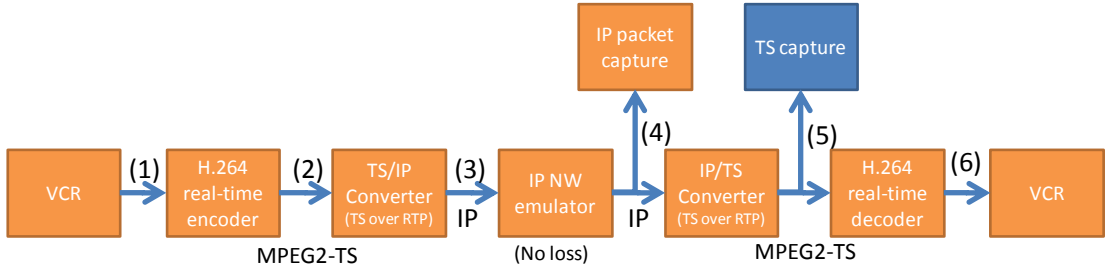 IP packet
capture
TS capture
(4)
(5)
(1)
(2)
(3)
(6)
VCR
H.264
real-time
encoder
TS/IP
Converter
(TS over RTP)
IP
IP NW
emulator
IP
IP/TS
Converter
(TS over RTP)
H.264
real-time
decoder
VCR
MPEG2-TS
(No loss)
MPEG2-TS